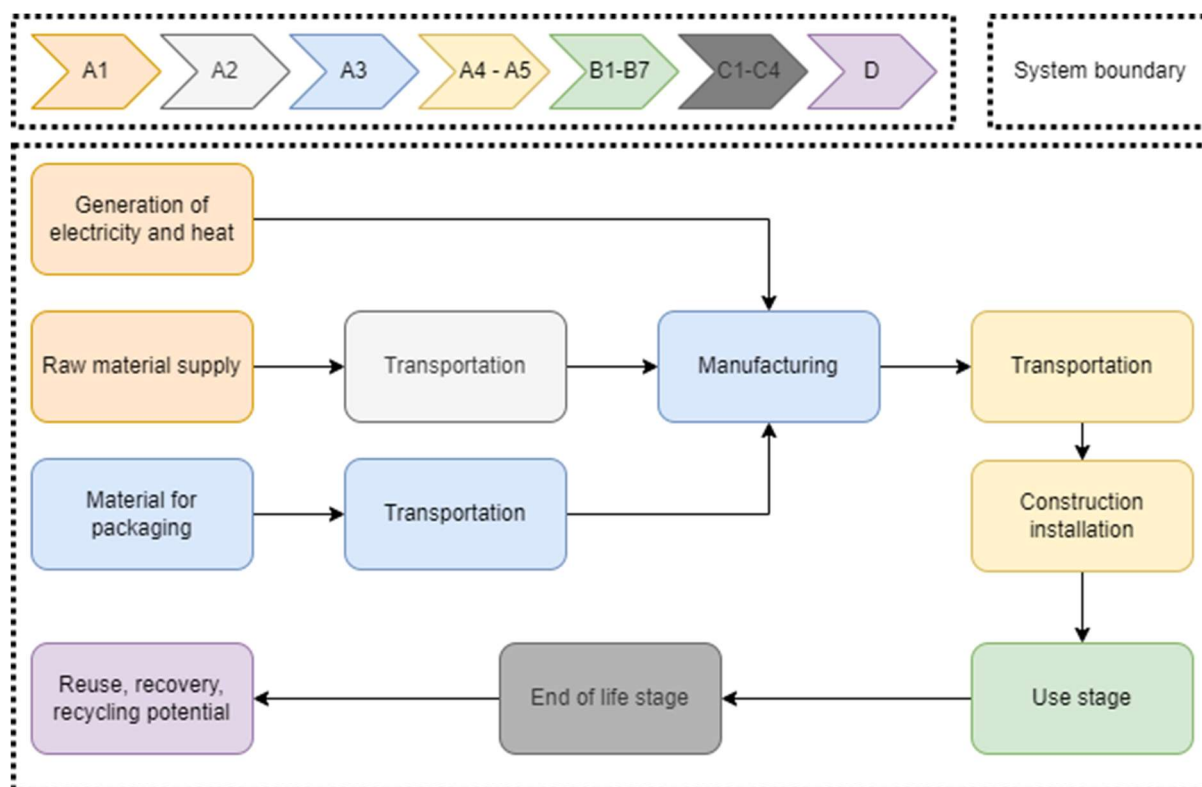 A1
A2
A3
A4 - A5
B1-B7
C1-C4
D
System boundary
Generation of
electricity and heat
Raw material supply
Transportation
Manufacturing
Transportation
Material for
packaging
Transportation
Construction
installation
Reuse, recovery,
recycling potential
End of life stage
Use stage